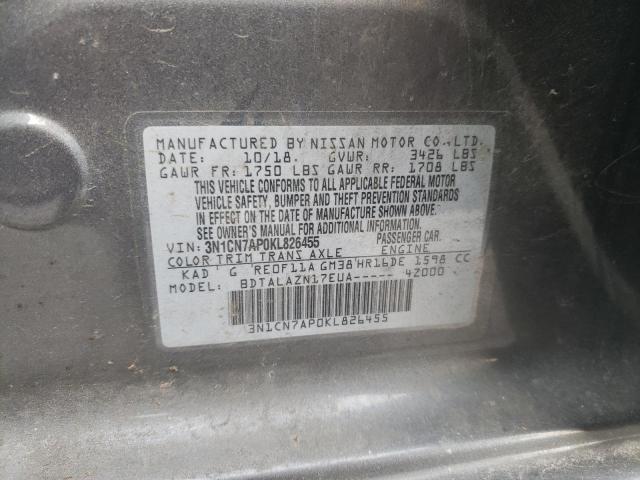 MANUFACTURED BY NISSAN MOTOR CO.,LTD.
DATE: 10/18. GVWR: 3426 LBS
GAWR FR: 1750 LBS GAWR RR: 1708 LBS
THIS VEHICLE CONFORMS TO ALL APPLICABLE FEDERAL MOTOR
VEHICLE SAFETY, BUMPER AND THEFT PREVENTION STANDARDS
IN EFFECT ON THE DATE OF MANUFACTURE SHOWN ABOVE.
SEE OWNER'S MANUAL FOR ADDITIONAL INFORMATION.
VIN: 3N1CN7AP0KL826455 PASSENGER CAR.
COLOR TRIM TRANS AXLE ENGINE
KAD G RE0F11A GM38 HR16DE 1598 CC
MODEL: BDTALAZN17EUA----- 42000
3N1CN7AP0KL826455